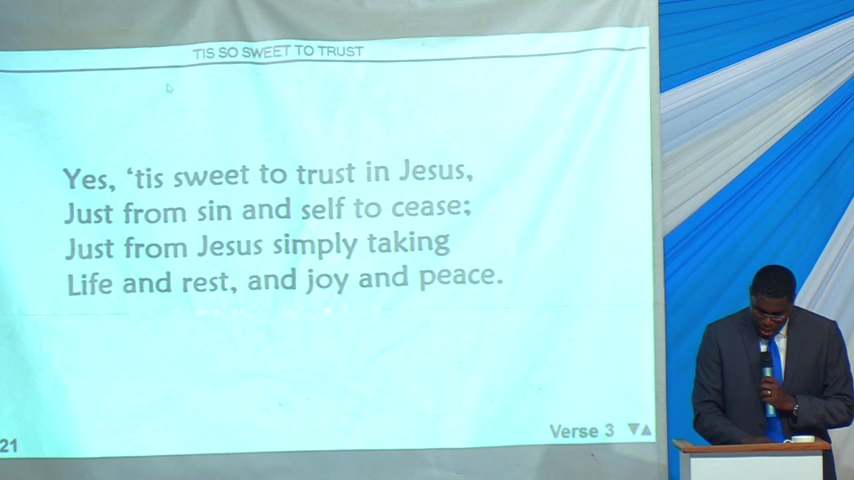 TIS SO SWEET TO TRUST
Yes, ‘tis sweet to trust in Jesus,
Just from sin and self to cease;
Just from Jesus simply taking
Life and rest, and joy and peace.
21
Verse 3